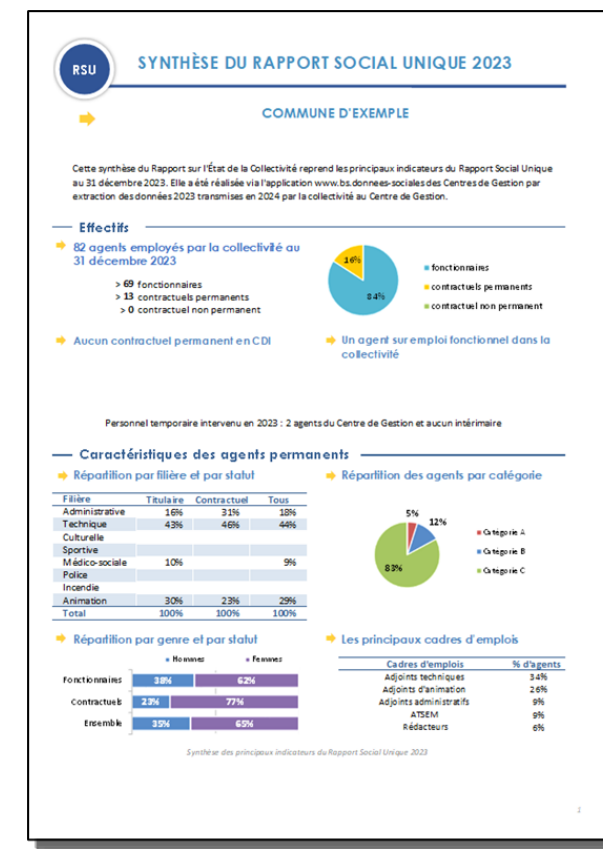 RSU
SYNTHÈSE DU RAPPORT SOCIAL UNIQUE 2023
COMMUNE D'EXEMPLE
Cette synthèse du Rapport sur l'État de la Collectivité reprend les principaux indicateurs du Rapport Social Unique
au 31 décembre 2023. Elle a été réalisée via l'application www.bs.donnees-sociales des Centres de Gestion par
extraction des données 2023 transmises en 2024 par la collectivité au Centre de Gestion.
Effectifs
82 agents employés par la collectivité au
31 décembre 2023
> 69 fonctionnaires
> 13 contractuels permanents
> 0 contractuel non permanent
16%
84%
fonctionnaires
contractuels permanents
contractuel non permanent
Aucun contractuel permanent en CDI
Un agent sur emploi fonctionnel dans la
collectivité
Personnel temporaire intervenu en 2023 : 2 agents du Centre de Gestion et aucun intérimaire
Caractéristiques des agents permanents
Répartition par filière et par statut
Filière Titulaire Contractuel Tous
Administrative 16% 31% 18%
Technique 43% 46% 44%
Culturelle
Sportive
Médico-sociale 10% 9%
Police
Incendie
Animation 30% 23% 29%
Total 100% 100% 100%
Répartition des agents par catégorie
5%
12%
83%
Catégorie A
Catégorie B
Catégorie C
Répartition par genre et par statut
Hommes Femmes
Fonctionnaires 38% 62%
Contractuels 23% 77%
Ensemble 35% 65%
Les principaux cadres d'emplois
Cadres d'emplois % d'agents
Adjoints techniques 34%
Adjoints d'animation 26%
Adjoints administratifs 9%
ATSEM 9%
Rédacteurs 6%
Synthèse des principaux indicateurs du Rapport Social Unique 2023
1